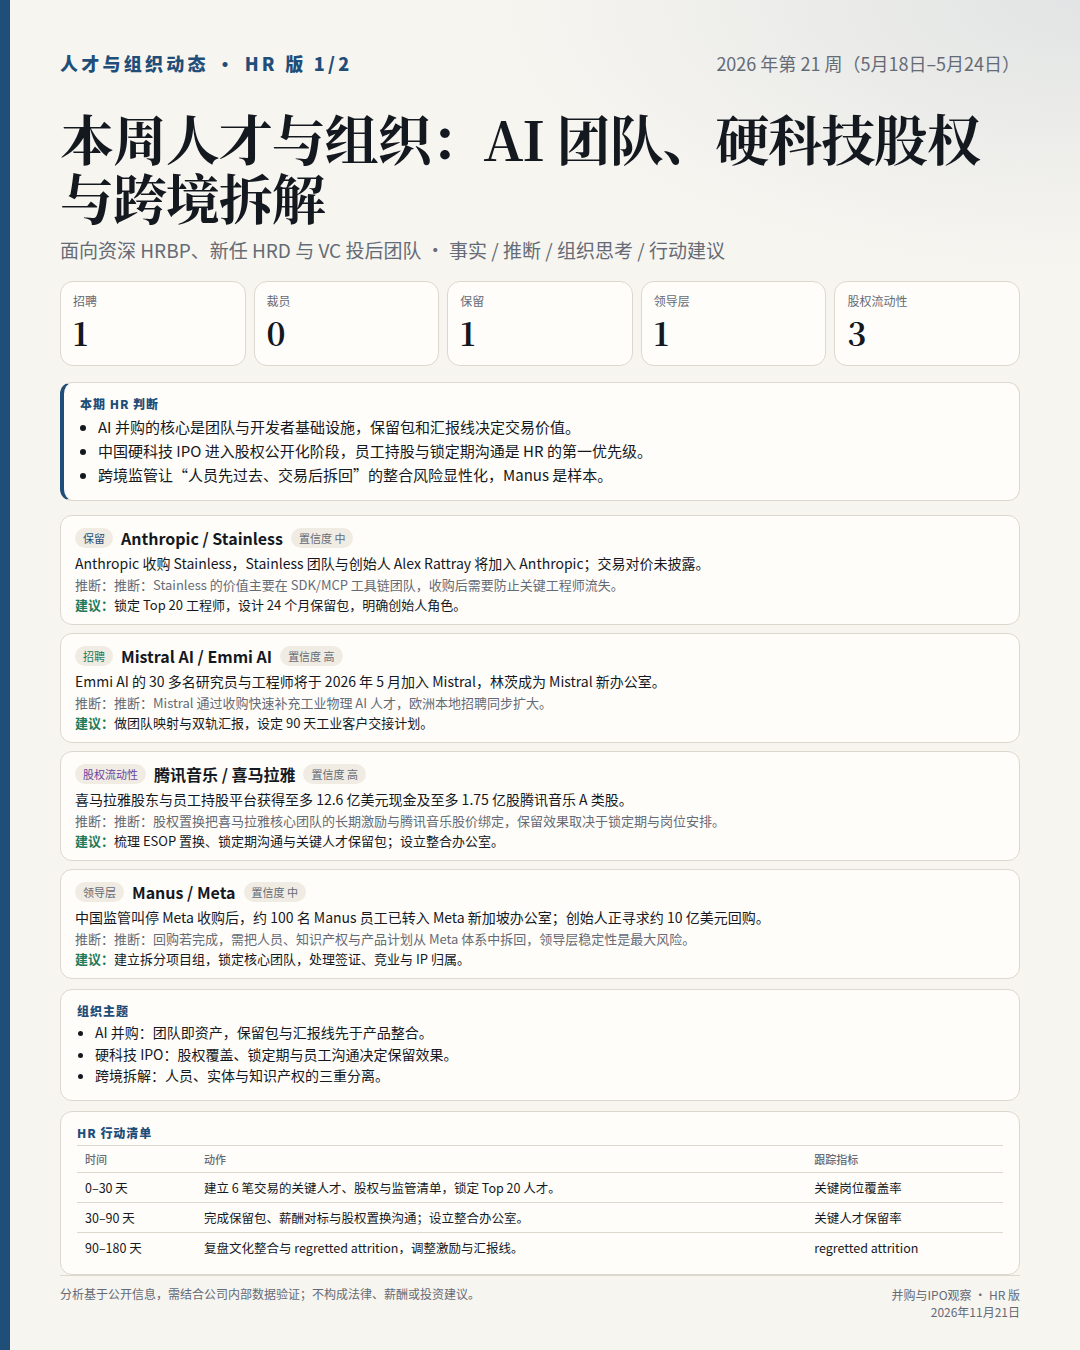 人才与组织动态 · HR 版 1/2
2026 年第 21 周（5月18日–5月24日）
本周人才与组织：AI 团队、硬科技股权
与跨境拆解
面向资深 HRBP、新任 HRD 与 VC 投后团队 · 事实 / 推断 / 组织思考 / 行动建议
招聘
1
裁员
0
保留
1
领导层
1
股权流动性
3
本期 HR 判断
• AI 并购的核心是团队与开发者基础设施，保留包和汇报线决定交易价值。
• 中国硬科技 IPO 进入股权公开化阶段，员工持股与锁定期沟通是 HR 的第一优先级。
• 跨境监管让“人员先过去、交易后拆回”的整合风险显性化，Manus 是样本。
保留 Anthropic / Stainless 置信度 中
Anthropic 收购 Stainless，Stainless 团队与创始人 Alex Rattray 将加入 Anthropic；交易对价未披露。
推断：推断：Stainless 的价值主要在 SDK/MCP 工具链团队，收购后需要防止关键工程师流失。
建议：锁定 Top 20 工程师，设计 24 个月保留包，明确创始人角色。
招聘 Mistral AI / Emmi AI 置信度 高
Emmi AI 的 30 多名研究员与工程师将于 2026 年 5 月加入 Mistral，林茨成为 Mistral 新办公室。
推断：推断：Mistral 通过收购快速补充工业物理 AI 人才，欧洲本地招聘同步扩大。
建议：做团队映射与双轨汇报，设定 90 天工业客户交接计划。
股权流动性 腾讯音乐 / 喜马拉雅 置信度 高
喜马拉雅股东与员工持股平台获得至多 12.6 亿美元现金及至多 1.75 亿股腾讯音乐 A 类股。
推断：推断：股权置换把喜马拉雅核心团队的长期激励与腾讯音乐股价绑定，保留效果取决于锁定期与岗位安排。
建议：梳理 ESOP 置换、锁定期沟通与关键人才保留包；设立整合办公室。
领导层 Manus / Meta 置信度 中
中国监管叫停 Meta 收购后，约 100 名 Manus 员工已转入 Meta 新加坡办公室；创始人正寻求约 10 亿美元回购。
推断：推断：回购若完成，需把人员、知识产权与产品计划从 Meta 体系中拆回，领导层稳定性是最大风险。
建议：建立拆分项目组，锁定核心团队，处理签证、竞业与 IP 归属。
组织主题
• AI 并购：团队即资产，保留包与汇报线先于产品整合。
• 硬科技 IPO：股权覆盖、锁定期与员工沟通决定保留效果。
• 跨境拆解：人员、实体与知识产权的三重分离。
HR 行动清单
时间 动作 跟踪指标
0–30 天 建立 6 笔交易的关键人才、股权与监管清单，锁定 Top 20 人才。 关键岗位覆盖率
30–90 天 完成保留包、薪酬对标与股权置换沟通；设立整合办公室。 关键人才保留率
90–180 天 复盘文化整合与 regretted attrition，调整激励与汇报线。 regretted attrition
分析基于公开信息，需结合公司内部数据验证；不构成法律、薪酬或投资建议。
并购与IPO观察 · HR 版
2026年11月21日